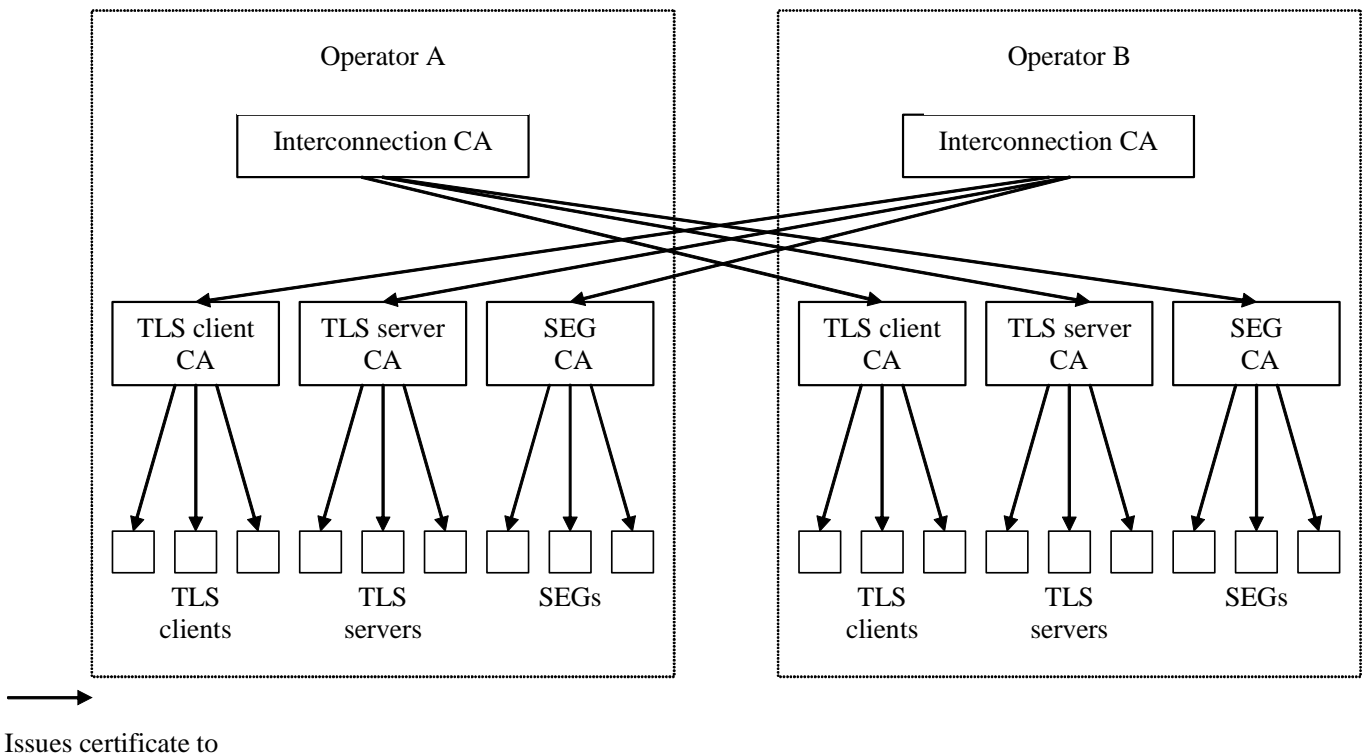 Operator A
Operator B
Interconnection CA
Interconnection CA
TLS client
CA
TLS server
CA
SEG
CA
TLS client
CA
TLS server
CA
SEG
CA
TLS
clients
TLS
servers
SEGs
TLS
clients
TLS
servers
SEGs
Issues certificate to